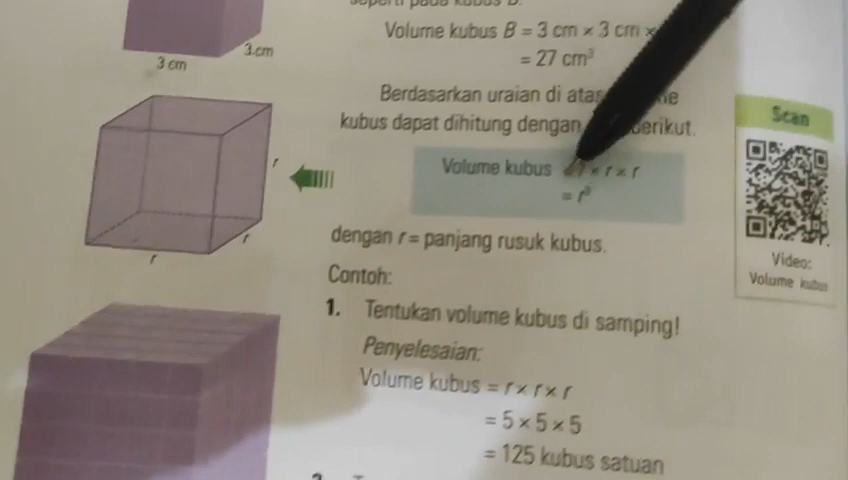 Volume kubus B = 3 cm × 3 cm ×
= 27 cm³
3 cm
3 cm
Berdasarkan uraian di atas
kubus dapat dihitung dengan berikut.
Volume kubus = r × r × r
= r³
r
r
r
dengan r = panjang rusuk kubus.
Contoh:
1. Tentukan volume kubus di samping!
Penyelesaian:
Volume kubus = r × r × r
= 5 × 5 × 5
= 125 kubus satuan
Scan
Video:
Volume kubus